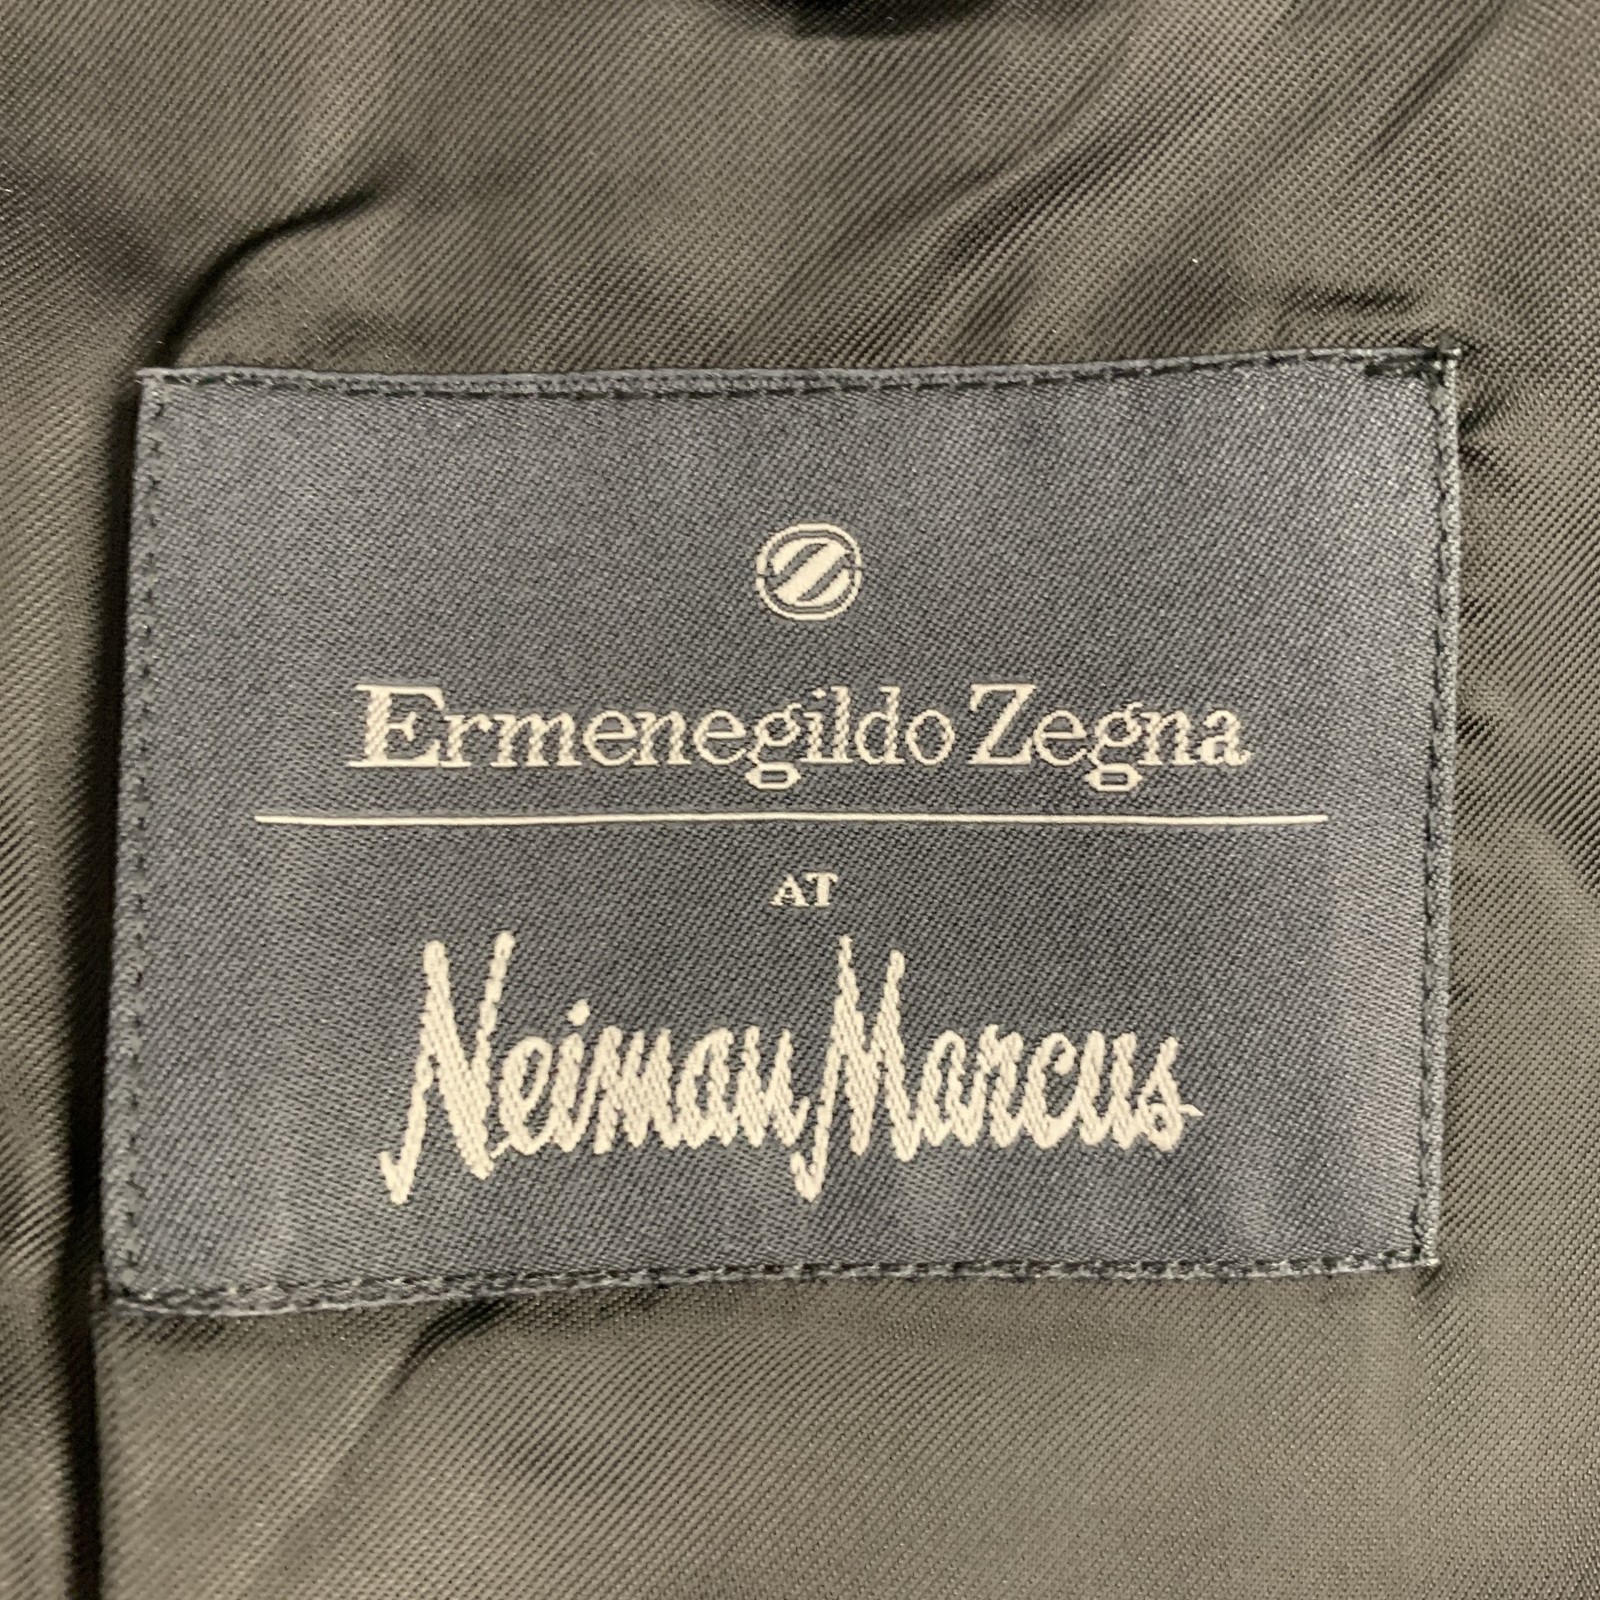 Z
Ermenegildo Zegna
AT
Neiman Marcus